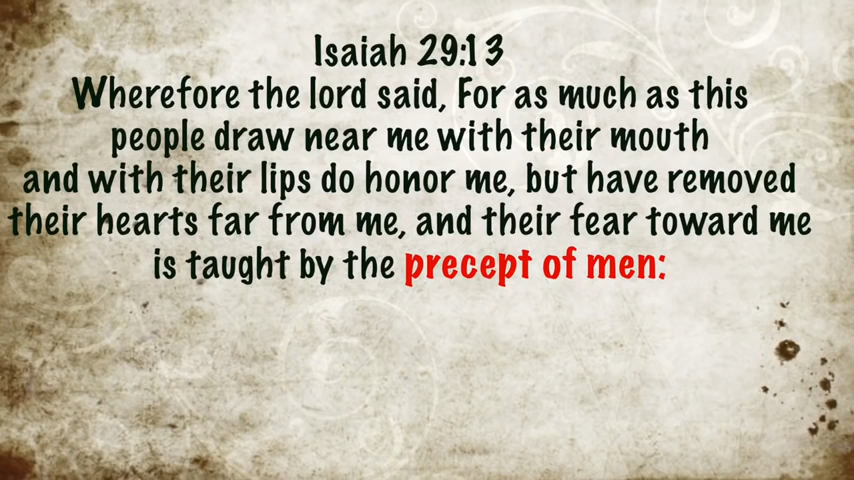 Isaiah 29:13
Wherefore the lord said, For as much as this
people draw near me with their mouth
and with their lips do honor me, but have removed
their hearts far from me, and their fear toward me
is taught by the precept of men: